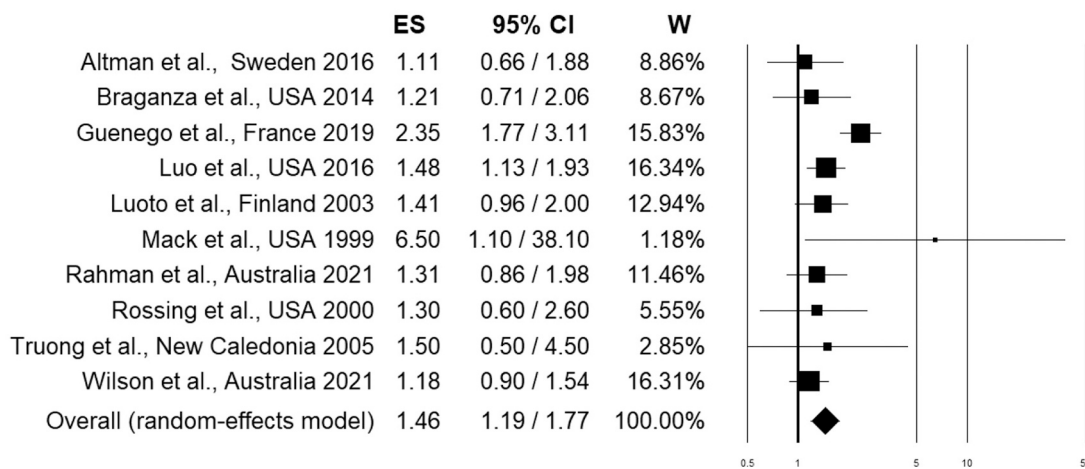 ES 95% CI W
Altman et al., Sweden 2016 1.11 0.66 / 1.88 8.86%
Braganza et al., USA 2014 1.21 0.71 / 2.06 8.67%
Guenego et al., France 2019 2.35 1.77 / 3.11 15.83%
Luo et al., USA 2016 1.48 1.13 / 1.93 16.34%
Luoto et al., Finland 2003 1.41 0.96 / 2.00 12.94%
Mack et al., USA 1999 6.50 1.10 / 38.10 1.18%
Rahman et al., Australia 2021 1.31 0.86 / 1.98 11.46%
Rossing et al., USA 2000 1.30 0.60 / 2.60 5.55%
Truong et al., New Caledonia 2005 1.50 0.50 / 4.50 2.85%
Wilson et al., Australia 2021 1.18 0.90 / 1.54 16.31%
Overall (random-effects model) 1.46 1.19 / 1.77 100.00%
0.5 1 5 10